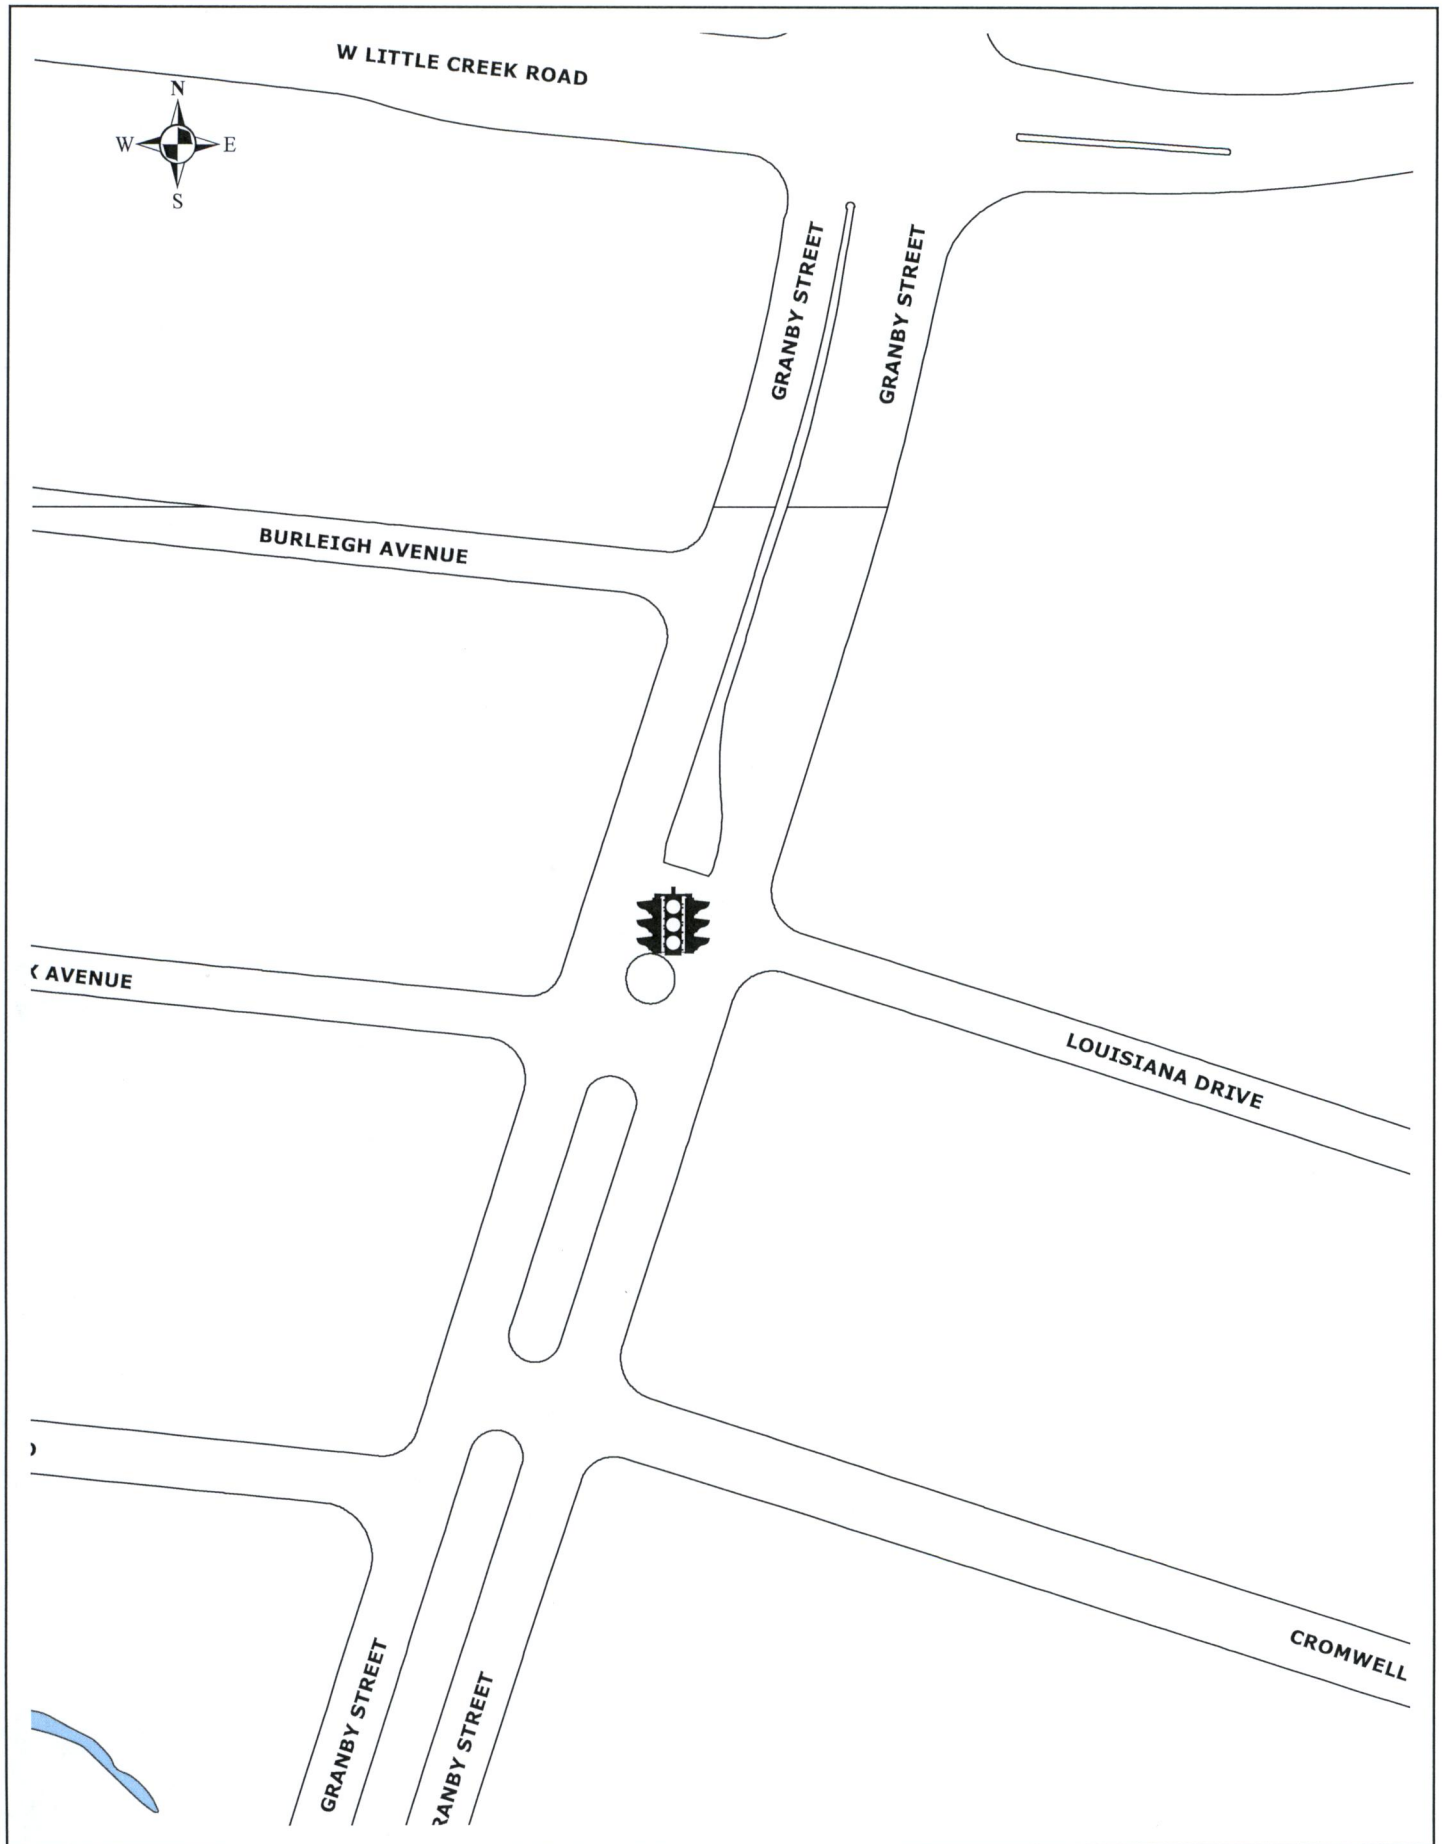 W LITTLE CREEK ROAD
N
W E
S
GRANBY STREET
GRANBY STREET
BURLEIGH AVENUE
K AVENUE
LOUISIANA DRIVE
CROMWELL
GRANBY STREET
RANBY STREET